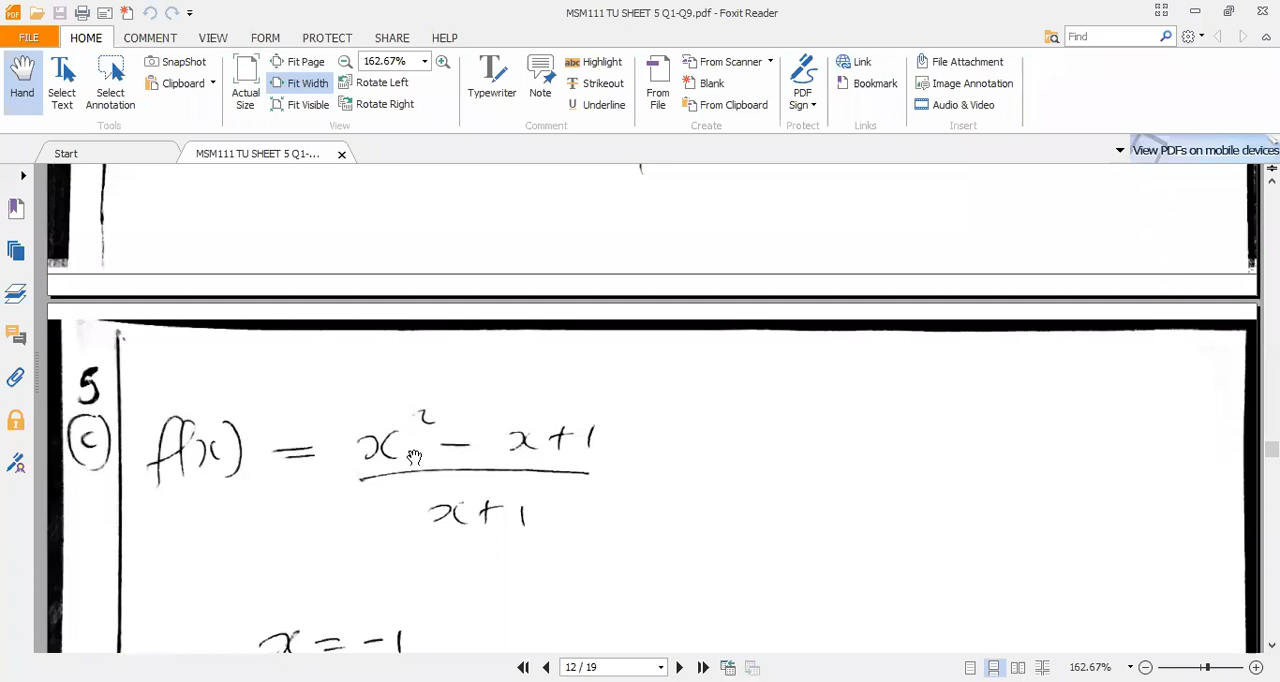 MSM111 TU SHEET 5 Q1-Q9.pdf - Foxit Reader
FILE HOME COMMENT VIEW FORM PROTECT SHARE HELP
Find
Hand
Select Text
Select Annotation
SnapShot
Clipboard
Tools
Actual Size
Fit Page
Fit Width
Fit Visible
162.67%
Rotate Left
Rotate Right
View
Typewriter
Note
Highlight
Strikeout
Underline
Comment
From File
From Scanner
Blank
From Clipboard
Create
PDF Sign
Protect
Link
Bookmark
Links
File Attachment
Image Annotation
Audio & Video
Insert
Start
MSM111 TU SHEET 5 Q1-...
View PDFs on mobile devices
5
(c) f(x) = x² - x + 1
x + 1
x = -1
12 / 19
162.67%